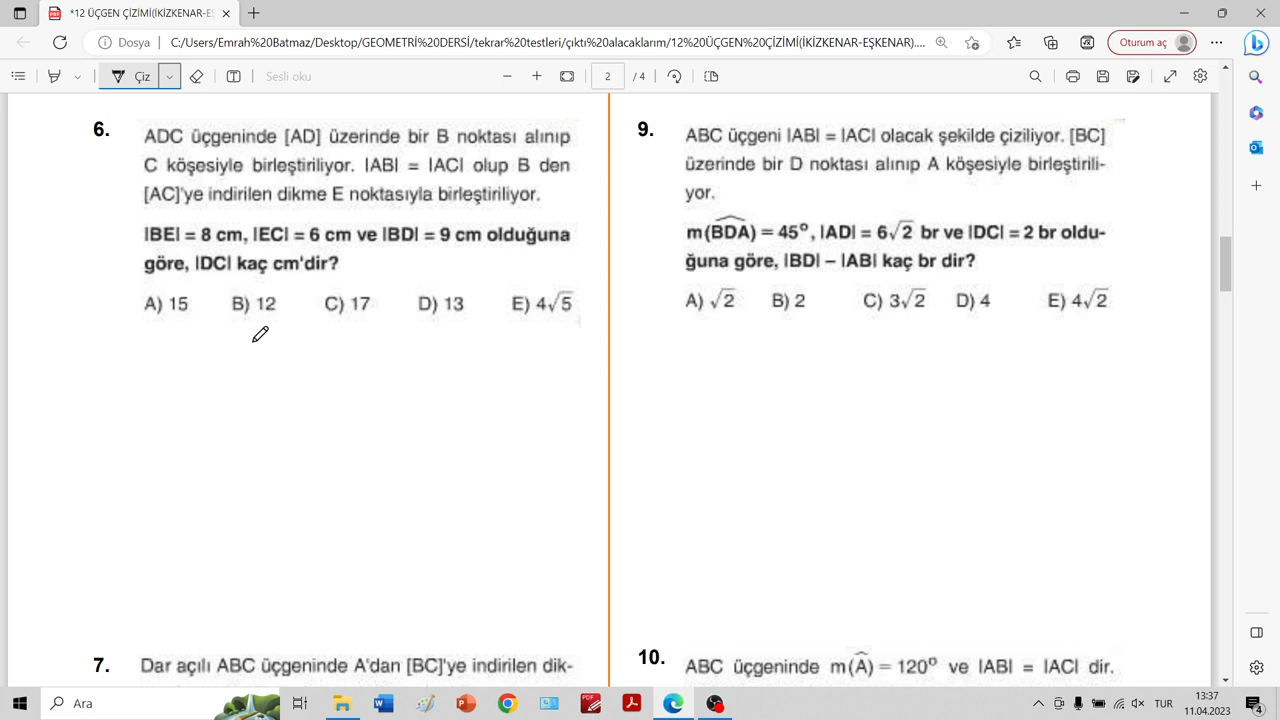 *12 ÜÇGEN ÇİZİMİ(İKİZKENAR-EŞ
Dosya
C:/Users/Emrah%20Batmaz/Desktop/GEOMETRİ%20DERSİ/tekrar%20testleri/çıktı%20alacaklarım/12%20ÜÇGEN%20ÇİZİMİ(İKİZKENAR-EŞKENAR)....
Oturum aç
Çiz
Sesli oku
2 / 4
6.
ADC üçgeninde [AD] üzerinde bir B noktası alınıp
C köşesiyle birleştiriliyor. |AB| = |AC| olup B den
[AC]'ye indirilen dikme E noktasıyla birleştiriliyor.
|BE| = 8 cm, |EC| = 6 cm ve |BD| = 9 cm olduğuna
göre, |DC| kaç cm'dir?
A) 15 B) 12 C) 17 D) 13 E) 4√5
7.
Dar açılı ABC üçgeninde A'dan [BC]'ye indirilen dik-
9.
ABC üçgeni |AB| = |AC| olacak şekilde çiziliyor. [BC]
üzerinde bir D noktası alınıp A köşesiyle birleştirili-
yor.
m(BDA) = 45°, |AD| = 6√2 br ve |DC| = 2 br oldu-
ğuna göre, |BD| – |AB| kaç br dir?
A) √2 B) 2 C) 3√2 D) 4 E) 4√2
10.
ABC üçgeninde m(A) = 120° ve |AB| = |AC| dir.
Ara
TUR
13:37
11.04.2023
4